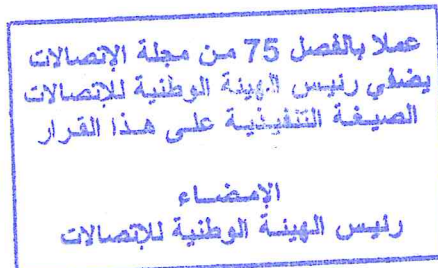 عملا بالفصل 75 من مجلة الإتصالات
يضفي رئيس الهيئة الوطنية للإتصالات
الصيغة التنفيذية على هذا القرار
الإمضاء
رئيس الهيئة الوطنية للإتصالات